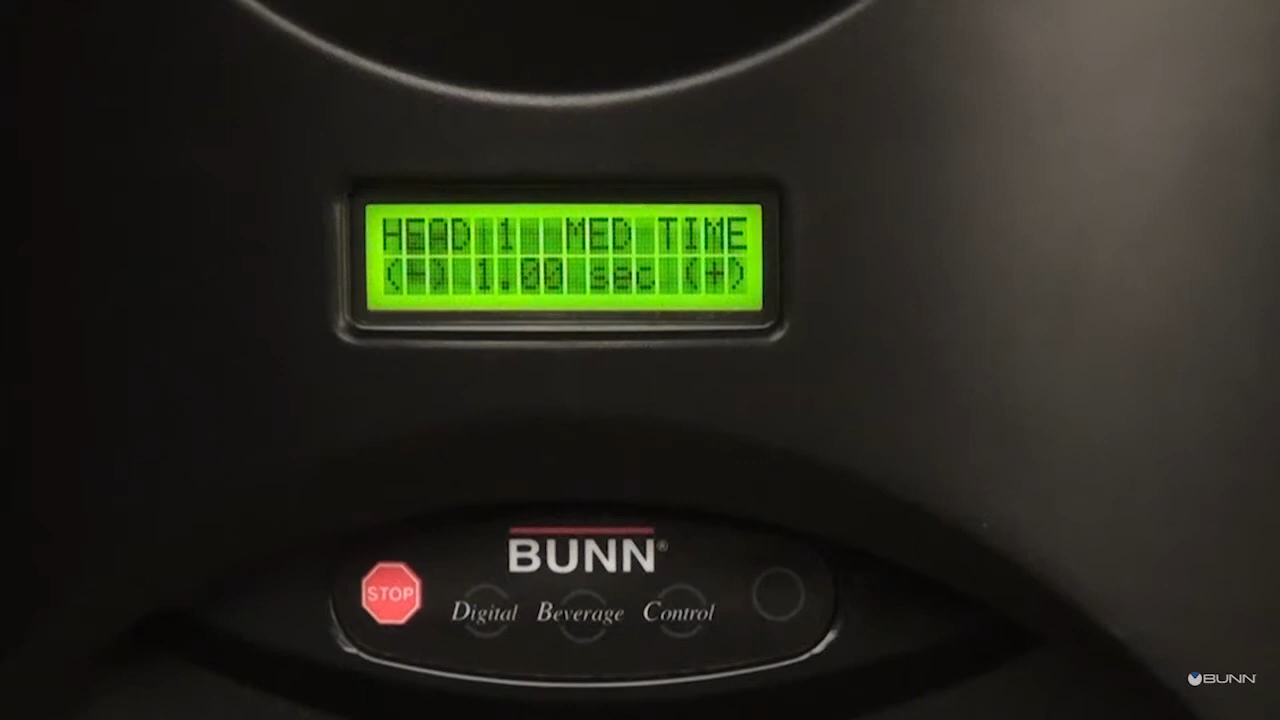 HEAD 1 MED TIME
(-) 1.00 sec (+)
BUNN®
STOP
Digital Beverage Control
BUNN